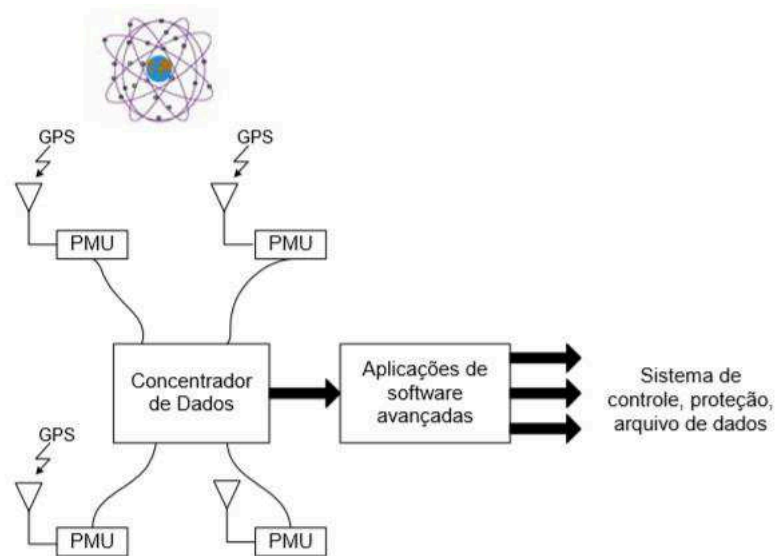 GPS
GPS
PMU
PMU
Concentrador
de Dados
Aplicações de
software
avançadas
Sistema de
controle, proteção,
arquivo de dados
GPS
PMU
PMU